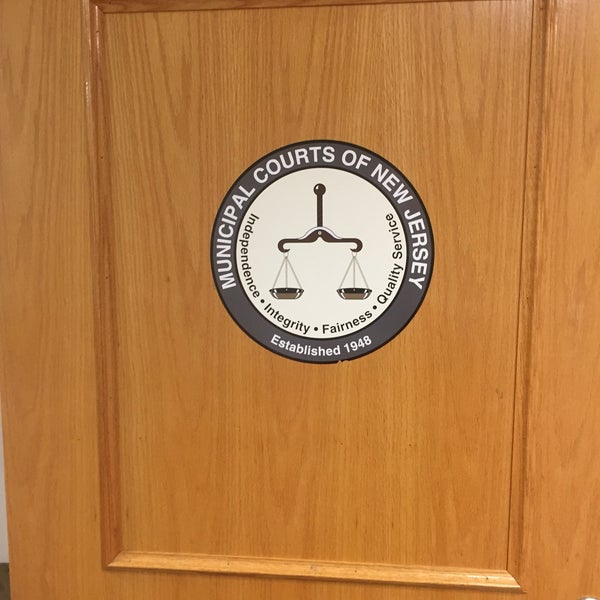 MUNICIPAL COURTS OF NEW JERSEY
Independence • Integrity • Fairness • Quality Service
Established 1948